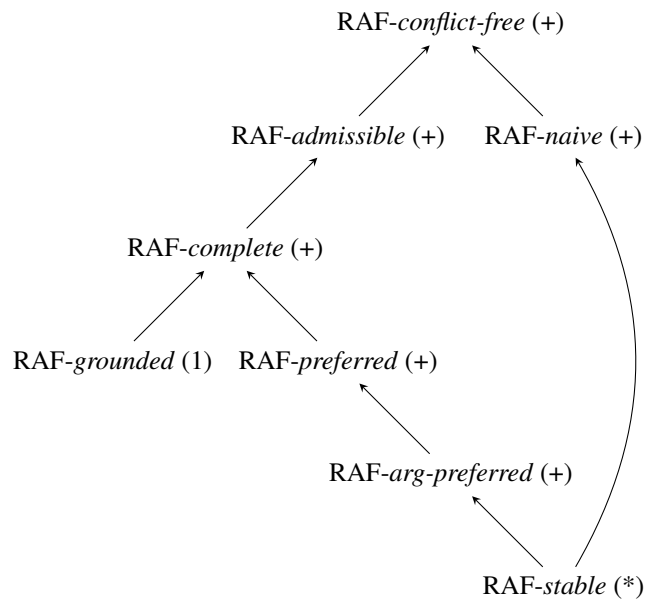 RAF-conflict-free (+)
RAF-admissible (+) RAF-naive (+)
RAF-complete (+)
RAF-grounded (1) RAF-preferred (+)
RAF-arg-preferred (+)
RAF-stable (*)